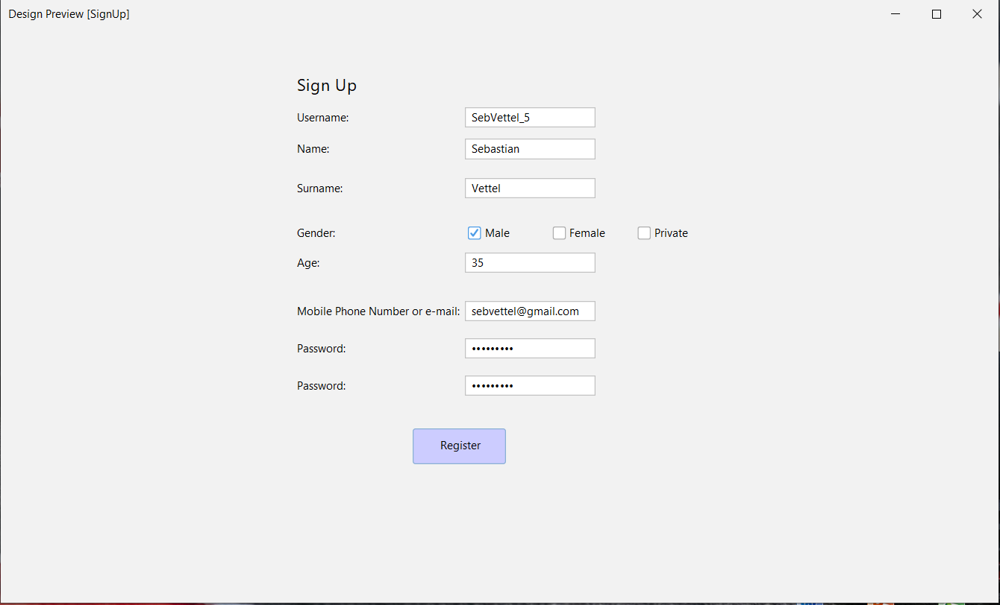 Design Preview [SignUp]
Sign Up
Username: SebVettel_5
Name: Sebastian
Surname: Vettel
Gender: Male Female Private
Age: 35
Mobile Phone Number or e-mail: sebvettel@gmail.com
Password: •••••••••
Password: •••••••••
Register